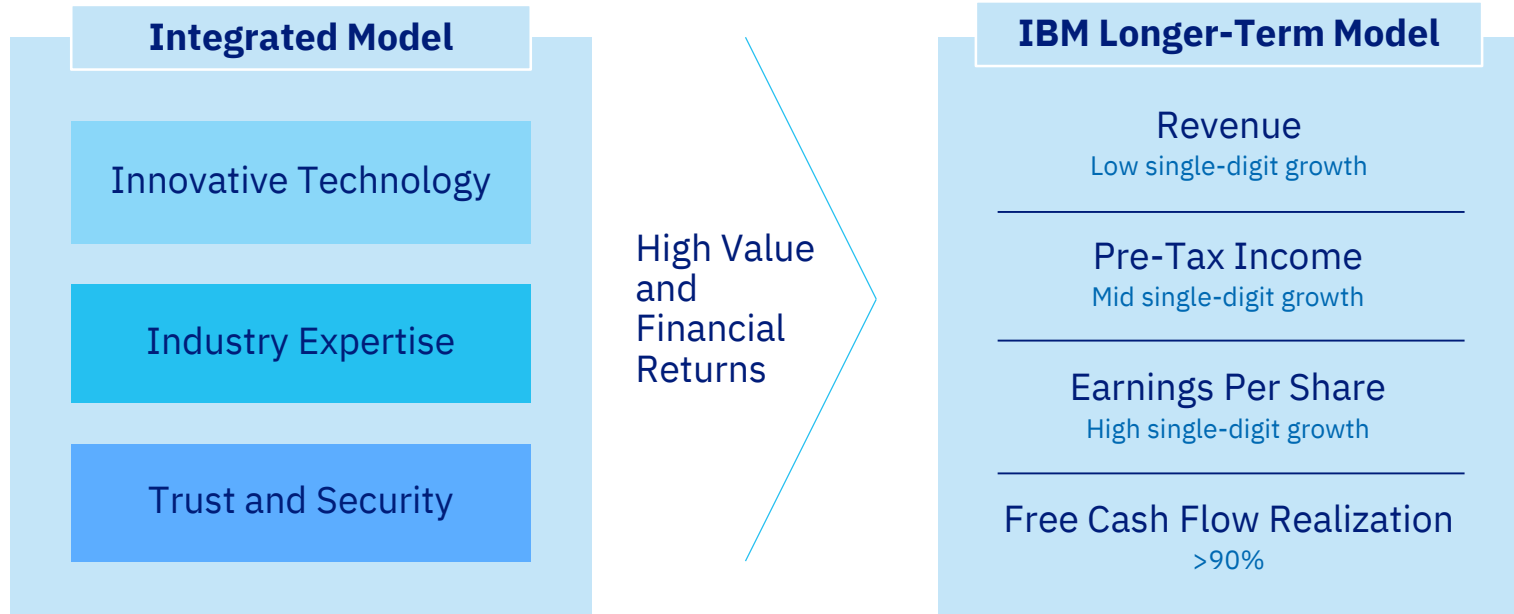 Integrated Model
Innovative Technology
Industry Expertise
Trust and Security
High Value
and
Financial
Returns
IBM Longer-Term Model
Revenue
Low single-digit growth
Pre-Tax Income
Mid single-digit growth
Earnings Per Share
High single-digit growth
Free Cash Flow Realization
>90%